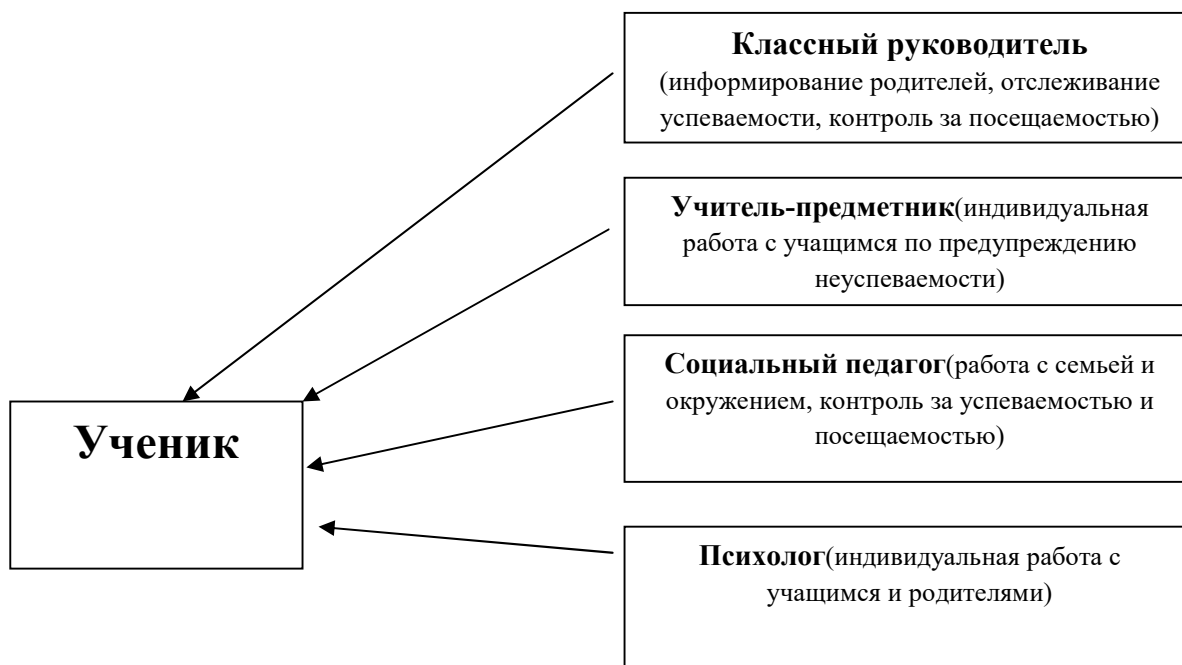 Классный руководитель
(информирование родителей, отслеживание
успеваемости, контроль за посещаемостью)
Учитель-предметник(индивидуальная
работа с учащимся по предупреждению
неуспеваемости)
Социальный педагог(работа с семьей и
окружением, контроль за успеваемостью и
посещаемостью)
Ученик
Психолог(индивидуальная работа с
учащимся и родителями)